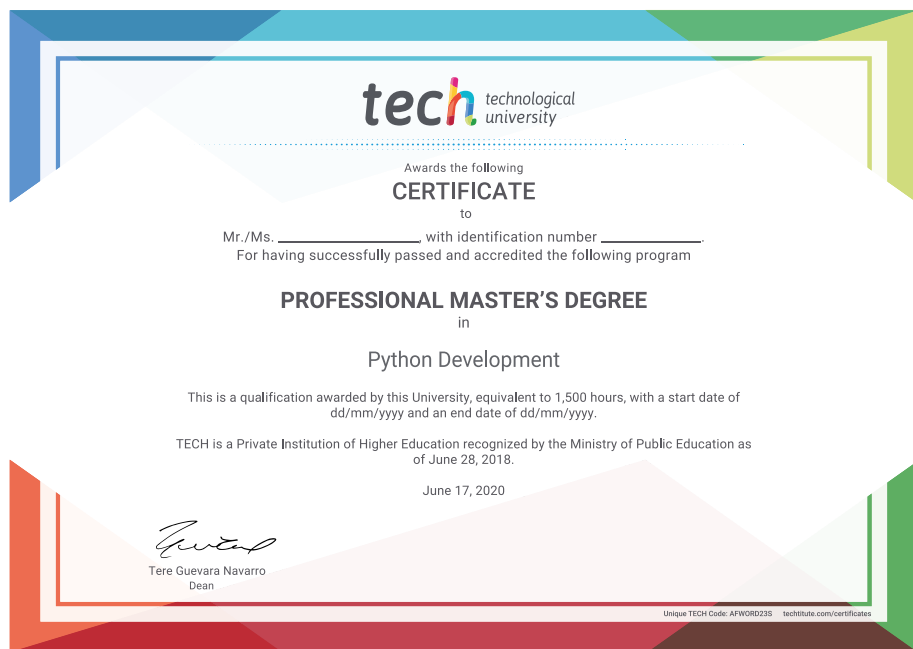 tech technological
university
Awards the following
CERTIFICATE
to
Mr./Ms. ____________________, with identification number ______________.
For having successfully passed and accredited the following program
PROFESSIONAL MASTER'S DEGREE
in
Python Development
This is a qualification awarded by this University, equivalent to 1,500 hours, with a start date of
dd/mm/yyyy and an end date of dd/mm/yyyy.
TECH is a Private Institution of Higher Education recognized by the Ministry of Public Education as
of June 28, 2018.
June 17, 2020
Tere Guevara Navarro
Dean
Unique TECH Code: AFWORD23S techtitute.com/certificates